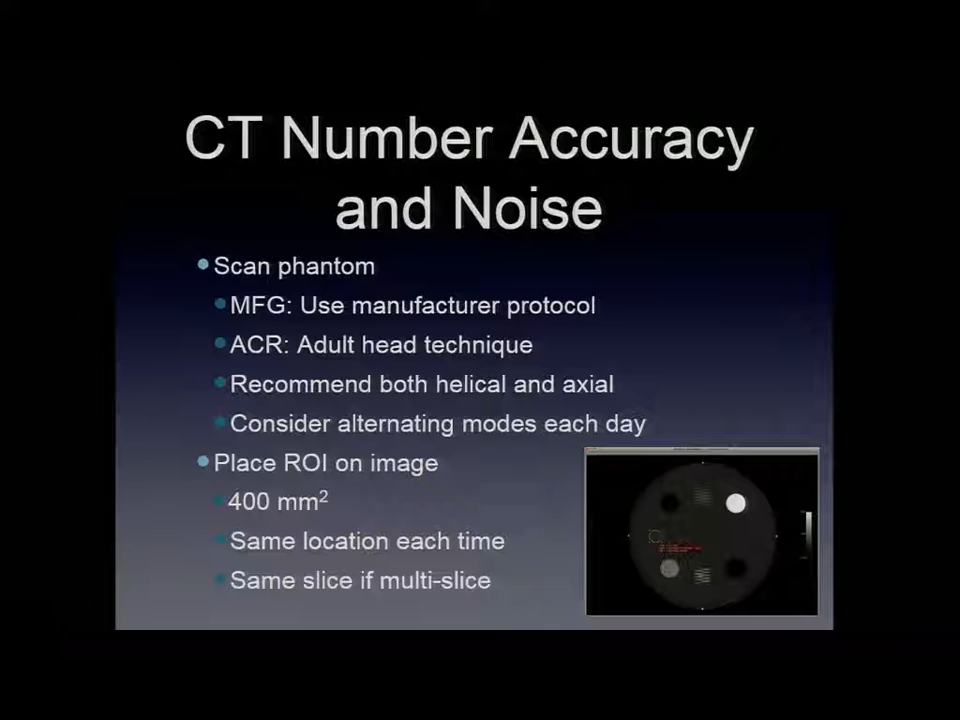 CT Number Accuracy
and Noise
Scan phantom
MFG: Use manufacturer protocol
ACR: Adult head technique
Recommend both helical and axial
Consider alternating modes each day
Place ROI on image
400 mm²
Same location each time
Same slice if multi-slice